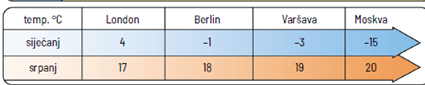 temp. °C London Berlin Varšava Moskva
siječanj 4 –1 –3 –15
srpanj 17 18 19 20